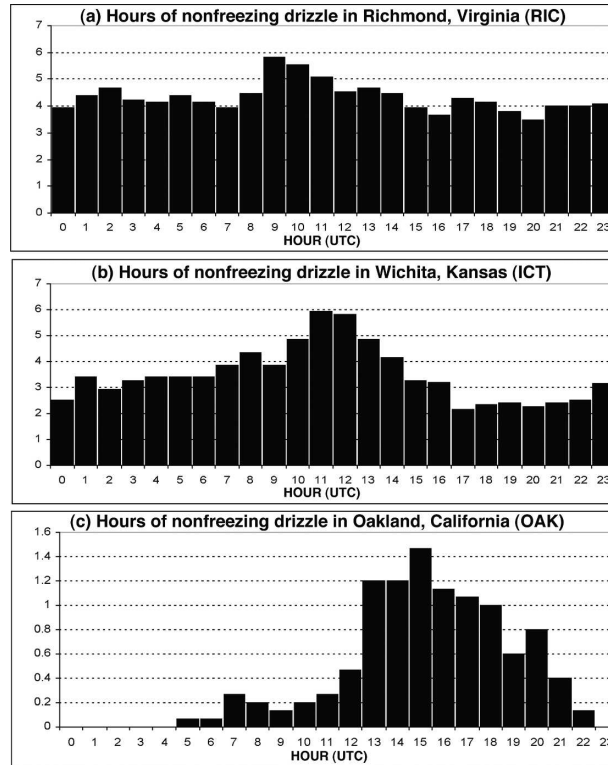 (a) Hours of nonfreezing drizzle in Richmond, Virginia (RIC)
7
6
5
4
3
2
1
0
0 1 2 3 4 5 6 7 8 9 10 11 12 13 14 15 16 17 18 19 20 21 22 23
HOUR (UTC)
(b) Hours of nonfreezing drizzle in Wichita, Kansas (ICT)
7
6
5
4
3
2
1
0
0 1 2 3 4 5 6 7 8 9 10 11 12 13 14 15 16 17 18 19 20 21 22 23
HOUR (UTC)
(c) Hours of nonfreezing drizzle in Oakland, California (OAK)
1.6
1.4
1.2
1
0.8
0.6
0.4
0.2
0
0 1 2 3 4 5 6 7 8 9 10 11 12 13 14 15 16 17 18 19 20 21 22 23
HOUR (UTC)